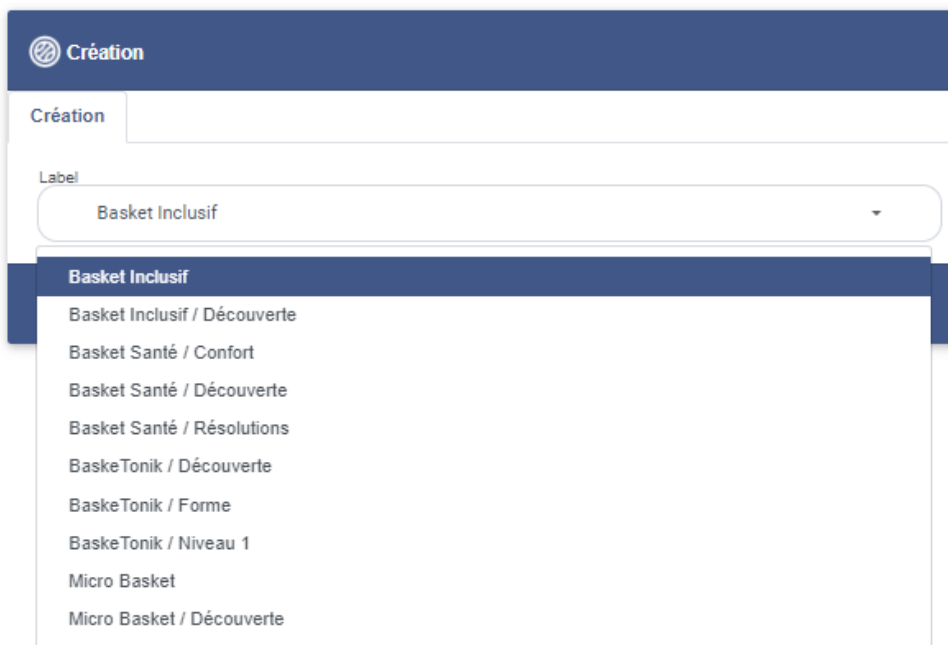 Création
Création
Label
Basket Inclusif
Basket Inclusif
Basket Inclusif / Découverte
Basket Santé / Confort
Basket Santé / Découverte
Basket Santé / Résolutions
BaskeTonik / Découverte
BaskeTonik / Forme
BaskeTonik / Niveau 1
Micro Basket
Micro Basket / Découverte